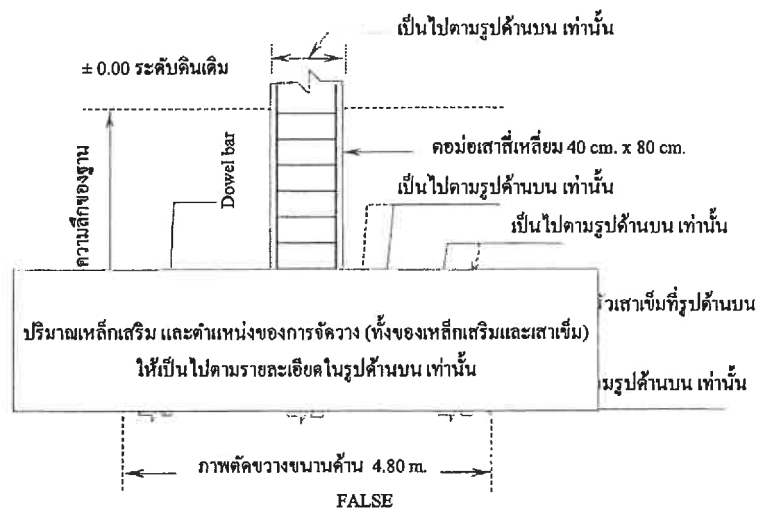 เป็นไปตามรูปด้านบน เท่านั้น
± 0.00 ระดับดินเดิม
ความลึกของฐาน
Dowel bar
ตอม่อเสาสี่เหลี่ยม 40 cm. x 80 cm.
เป็นไปตามรูปด้านบน เท่านั้น
เป็นไปตามรูปด้านบน เท่านั้น
วเสาเข็มที่รูปด้านบน
ปริมาณเหล็กเสริม และตำแหน่งของการจัดวาง (ทั้งของเหล็กเสริมและเสาเข็ม)
ให้เป็นไปตามรายละเอียดในรูปด้านบน เท่านั้น
มรูปด้านบน เท่านั้น
ภาพตัดขวางขนานด้าน 4.80 m.
FALSE